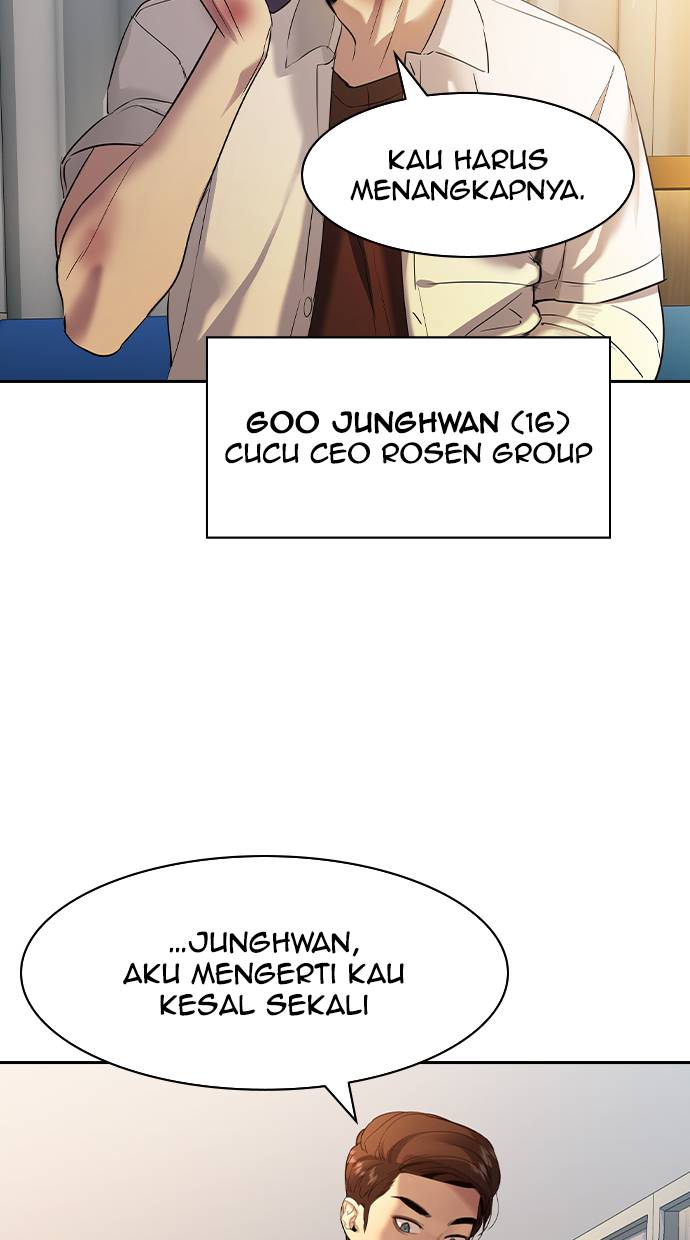 KAU HARUS
MENANGKAPNYA.
GOO JUNGHWAN (16)
CUCU CEO ROSEN GROUP
...JUNGHWAN,
AKU MENGERTI KAU
KESAL SEKALI